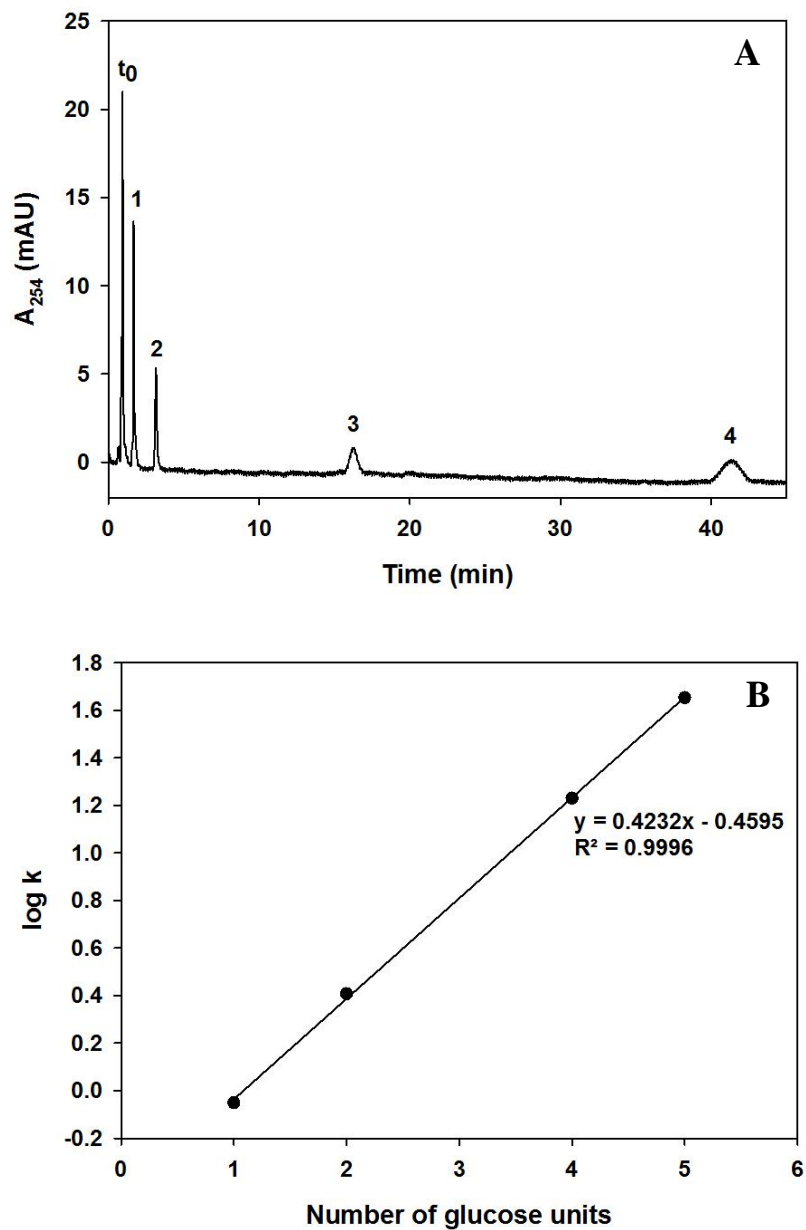 A
25
20
15
10
5
0
A254 (mAU)
t0
1
2
3
4
0 10 20 30 40
Time (min)
B
1.8
1.6
1.4
1.2
1.0
0.8
0.6
0.4
0.2
0.0
-0.2
log k
y = 0.4232x - 0.4595
R² = 0.9996
0 1 2 3 4 5 6
Number of glucose units